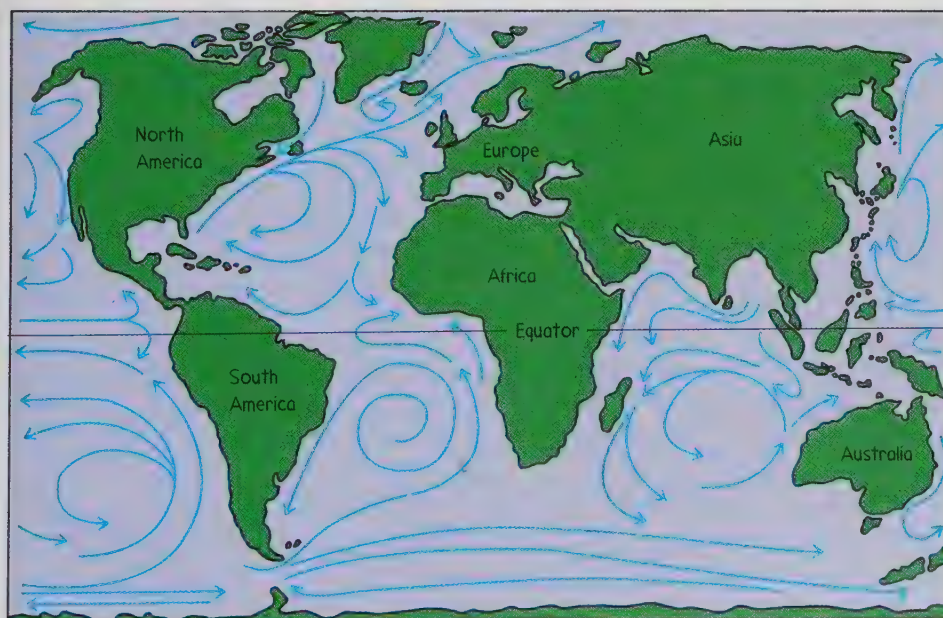 North
America
Europe
Asia
Africa
Equator
South
America
Australia